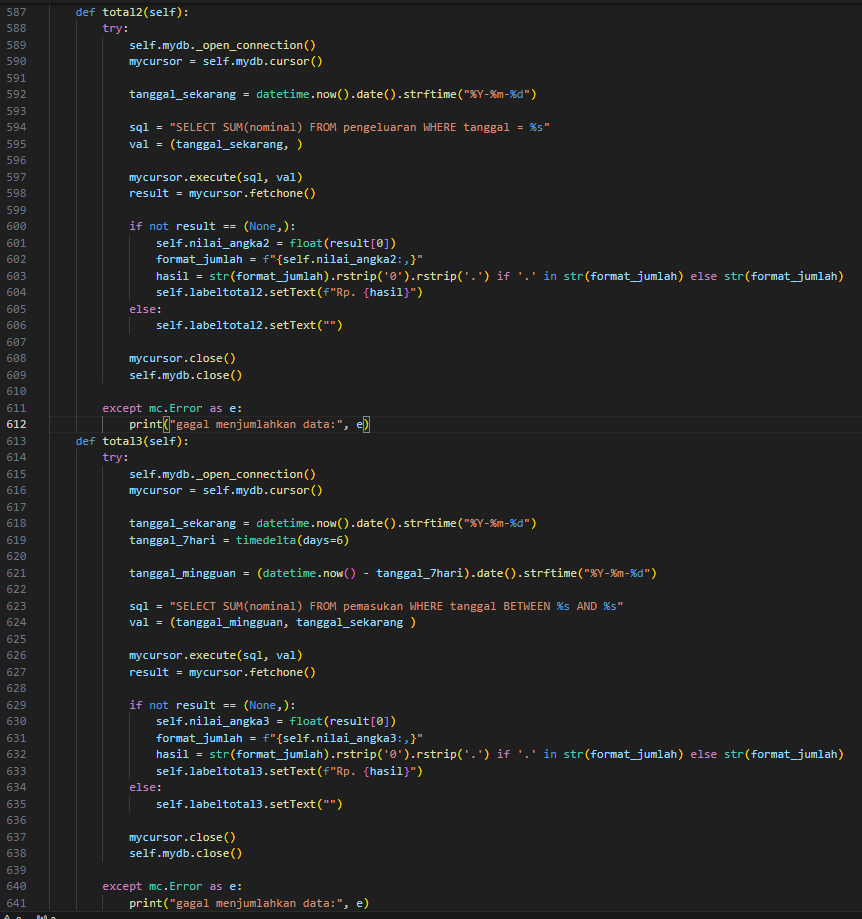 587 def total2(self):
588 try:
589 self.mydb._open_connection()
590 mycursor = self.mydb.cursor()
591
592 tanggal_sekarang = datetime.now().date().strftime("%Y-%m-%d")
593
594 sql = "SELECT SUM(nominal) FROM pengeluaran WHERE tanggal = %s"
595 val = (tanggal_sekarang, )
596
597 mycursor.execute(sql, val)
598 result = mycursor.fetchone()
599
600 if not result == (None,):
601 self.nilai_angka2 = float(result[0])
602 format_jumlah = f"{self.nilai_angka2:,}"
603 hasil = str(format_jumlah).rstrip('0').rstrip('.') if '.' in str(format_jumlah) else str(format_jumlah)
604 self.labeltotal2.setText(f"Rp. {hasil}")
605 else:
606 self.labeltotal2.setText("")
607
608 mycursor.close()
609 self.mydb.close()
610
611 except mc.Error as e:
612 print("gagal menjumlahkan data:", e)
613 def total3(self):
614 try:
615 self.mydb._open_connection()
616 mycursor = self.mydb.cursor()
617
618 tanggal_sekarang = datetime.now().date().strftime("%Y-%m-%d")
619 tanggal_7hari = timedelta(days=6)
620
621 tanggal_mingguan = (datetime.now() - tanggal_7hari).date().strftime("%Y-%m-%d")
622
623 sql = "SELECT SUM(nominal) FROM pemasukan WHERE tanggal BETWEEN %s AND %s"
624 val = (tanggal_mingguan, tanggal_sekarang )
625
626 mycursor.execute(sql, val)
627 result = mycursor.fetchone()
628
629 if not result == (None,):
630 self.nilai_angka3 = float(result[0])
631 format_jumlah = f"{self.nilai_angka3:,}"
632 hasil = str(format_jumlah).rstrip('0').rstrip('.') if '.' in str(format_jumlah) else str(format_jumlah)
633 self.labeltotal3.setText(f"Rp. {hasil}")
634 else:
635 self.labeltotal3.setText("")
636
637 mycursor.close()
638 self.mydb.close()
639
640 except mc.Error as e:
641 print("gagal menjumlahkan data:", e)